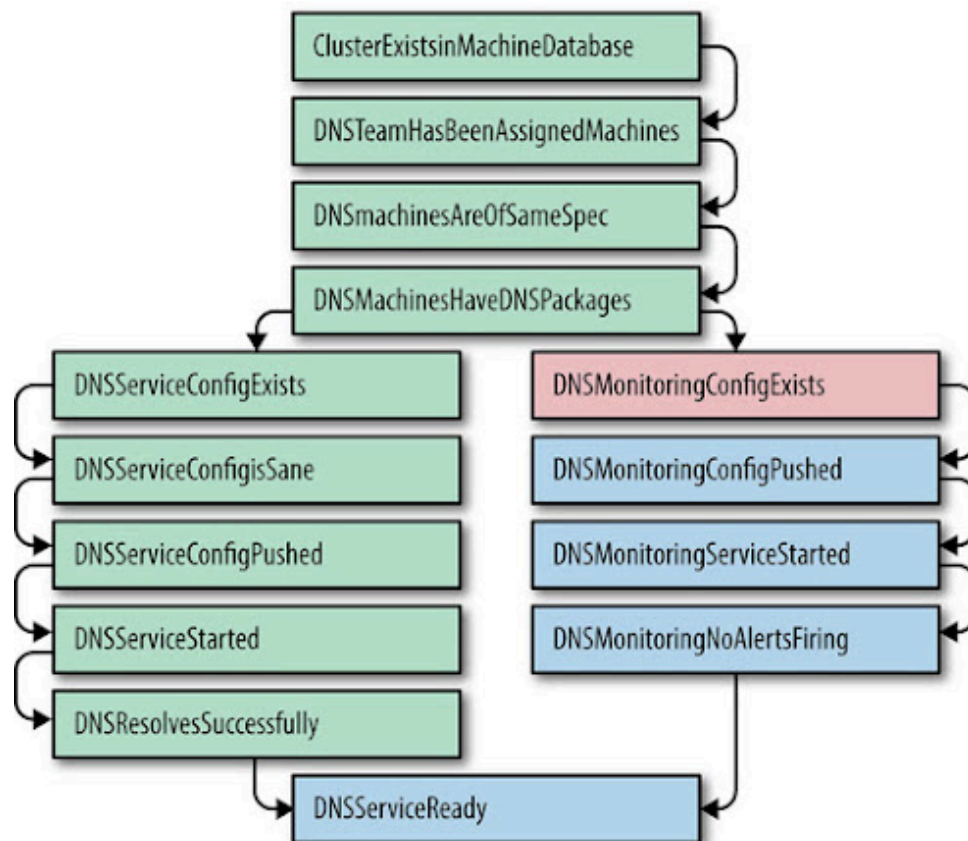 ClusterExistsinMachineDatabase
DNSTeamHasBeenAssignedMachines
DNSmachinesAreOfSameSpec
DNSMachinesHaveDNSPackages
DNSServiceConfigExists
DNSServiceConfigisSane
DNSServiceConfigPushed
DNSServiceStarted
DNSResolvesSuccessfully
DNSMonitoringConfigExists
DNSMonitoringConfigPushed
DNSMonitoringServiceStarted
DNSMonitoringNoAlertsFiring
DNSServiceReady